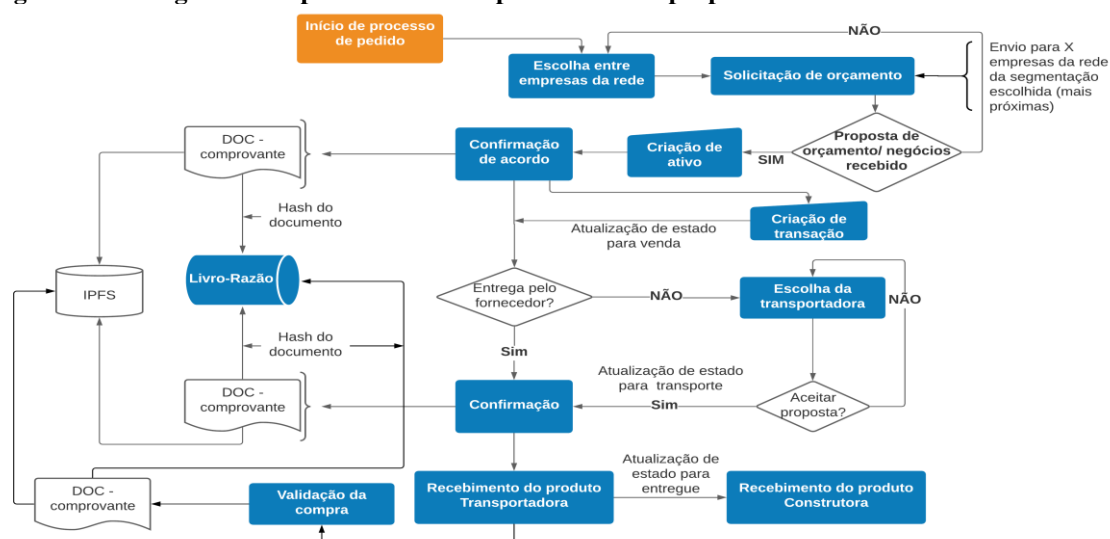 Início de processo
de pedido
NÃO
Escolha entre
empresas da rede
Solicitação de orçamento
Envio para X
empresas da rede
da segmentação
escolhida (mais
próximas)
DOC -
comprovante
Confirmação
de acordo
Criação de
ativo
SIM
Proposta de
orçamento/ negócios
recebido
Hash do
documento
Atualização de estado
para venda
Criação de
transação
Livro-Razão
IPFS
Entrega pelo
fornecedor?
NÃO
Escolha da
transportadora
NÃO
Hash do
documento
Sim
Atualização de estado
para transporte
Sim
Aceitar
proposta?
DOC -
comprovante
Confirmação
DOC -
comprovante
Validação da
compra
Recebimento do produto
Transportadora
Atualização de
estado para
entregue
Recebimento do produto
Construtora